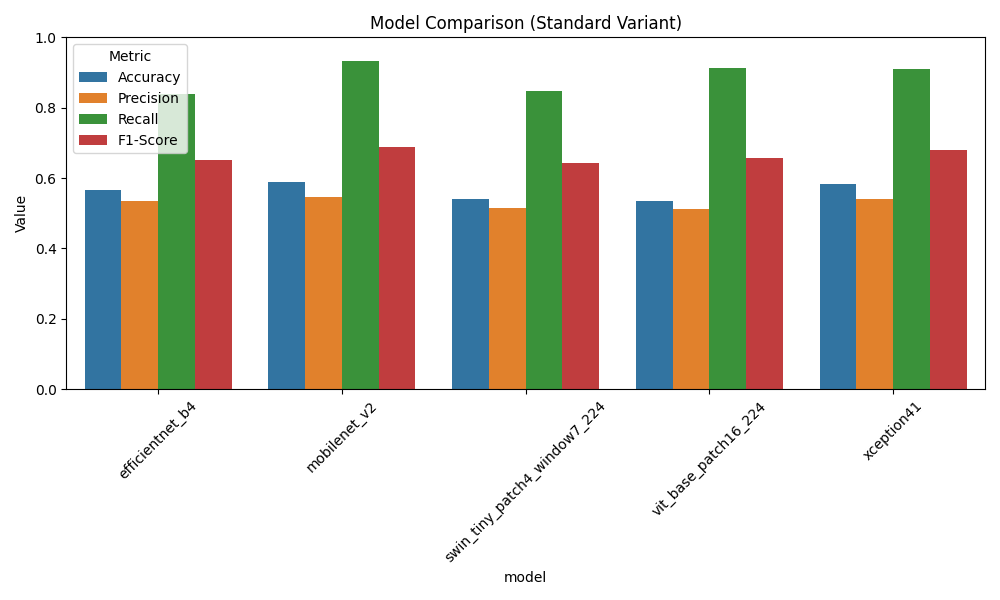 Model Comparison (Standard Variant)
Metric
Accuracy
Precision
Recall
F1-Score
Value
1.0
0.8
0.6
0.4
0.2
0.0
efficientnet_b4
mobilenet_v2
swin_tiny_patch4_window7_224
vit_base_patch16_224
xception41
model